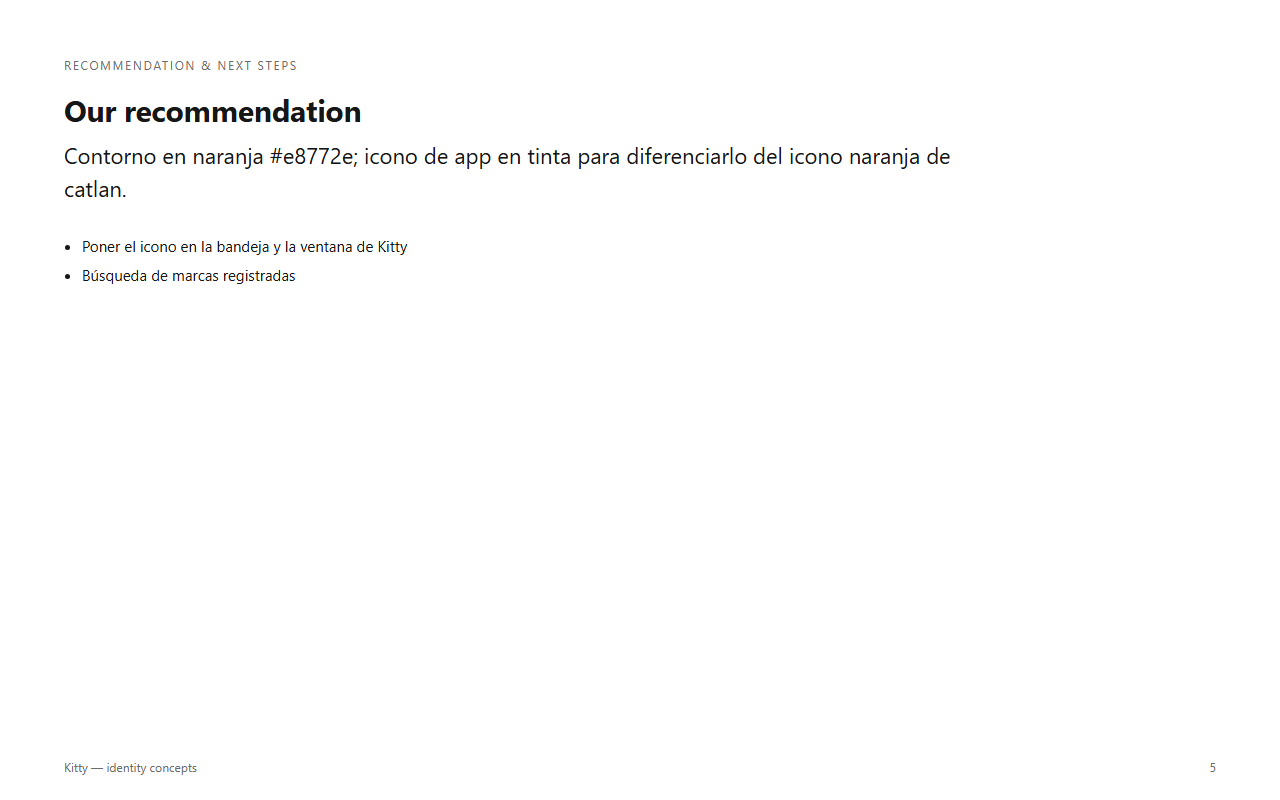 RECOMMENDATION & NEXT STEPS
Our recommendation
Contorno en naranja #e8772e; icono de app en tinta para diferenciarlo del icono naranja de
catlan.
• Poner el icono en la bandeja y la ventana de Kitty
• Búsqueda de marcas registradas
Kitty — identity concepts
5